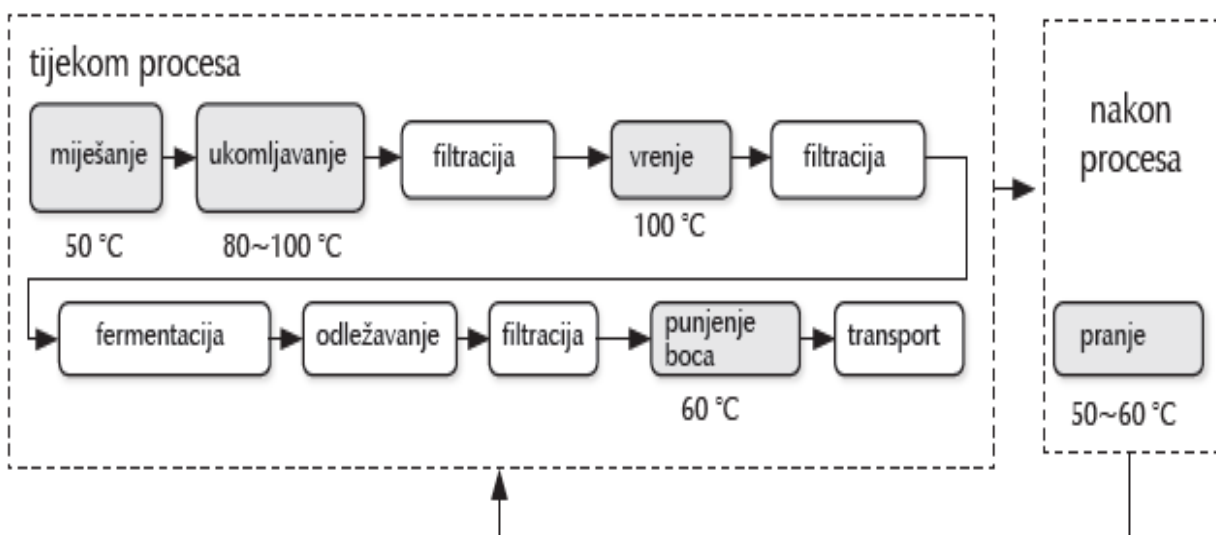 tijekom procesa
nakon
procesa
miješanje
ukomljavanje
filtracija
vrenje
filtracija
50 °C
80~100 °C
100 °C
fermentacija
odležavanje
filtracija
punjenje
boca
transport
pranje
60 °C
50~60 °C